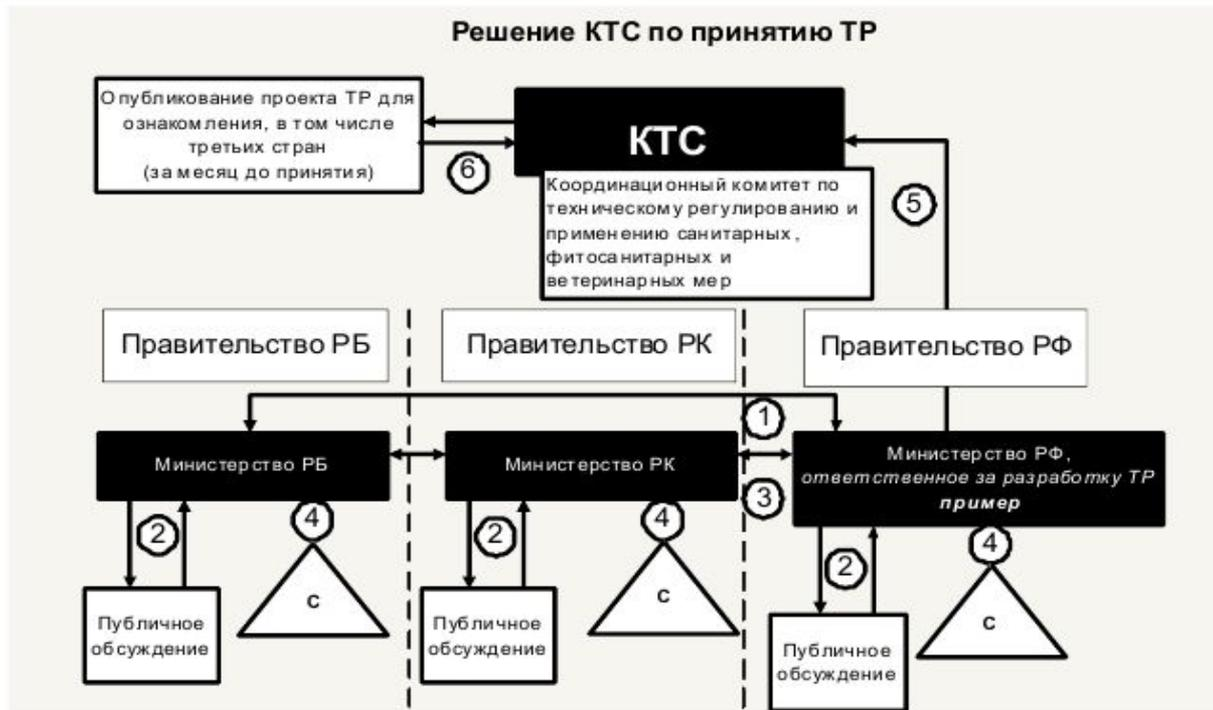 Решение КТС по принятию ТР
Опубликование проекта ТР для
ознакомления, в том числе
третьих стран
(за месяц до принятия)
6
КТС
Координационный комитет по
техническому регулированию и
применению санитарных,
фитосанитарных и
ветеринарных мер
5
Правительство РБ
Правительство РК
Правительство РФ
1
Министерство РБ
Министерство РК
Министерство РФ,
ответственное за разработку ТР
пример
3
2
4
2
4
2
4
С
С
С
Публичное
обсуждение
Публичное
обсуждение
Публичное
обсуждение